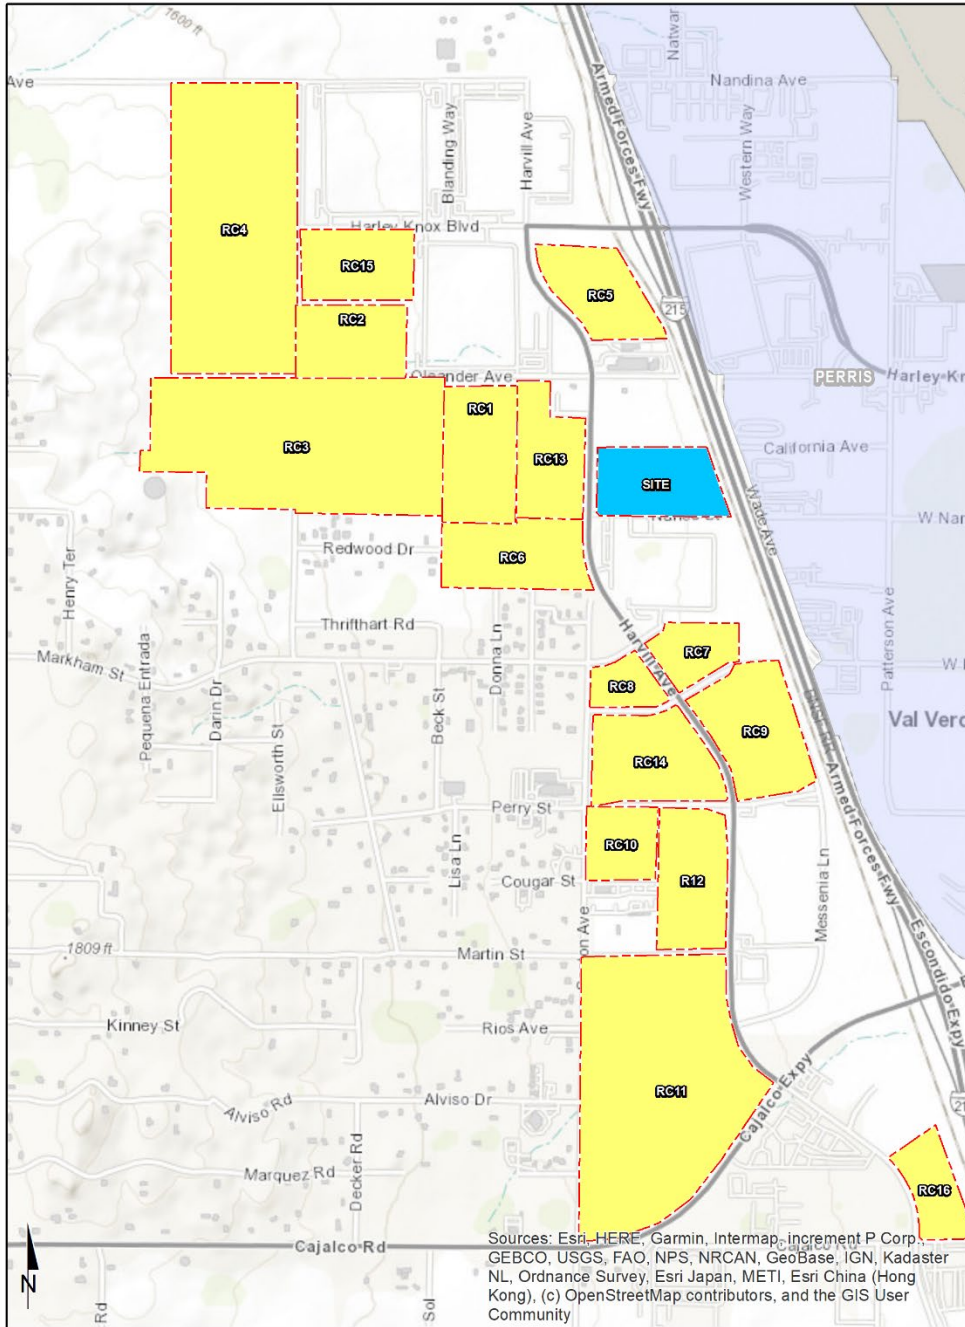 1600 ft
Natwar
Ave
Nandina Ave
Armed Forces Fwy
Blanding Way
Harvill Ave
Western Way
RC4
Harley Knox Blvd
RC15
RC5
215
RC2
Oleander Ave
PERRIS
Harley Kn
RC1
RC3
RC13
California Ave
SITE
Wade Ave
W Nar
Redwood Dr
RC6
Henry Ter
Thrifthart Rd
Donna Ln
Harvill Ave
Patterson Ave
Markham St
Pequena Entrada
Darin Dr
RC7
RC8
Beck St
Ellsworth St
Val Verd
RC9
RC14
Armed Forces Fwy
Perry St
RC10
Lisa Ln
Cougar St
R12
Messenia Ln
on Ave
1809 ft
Martin St
Escondido Expy
Kinney St
Rios Ave
RC11
Alviso Rd
Alviso Dr
Cajalco Expy
21
Decker Rd
Marquez Rd
RC16
Cajalco Rd
Cajalco Rd
Sources: Esri, HERE, Garmin, Intermap, increment P Corp.,
GEBCO, USGS, FAO, NPS, NRCAN, GeoBase, IGN, Kadaster
NL, Ordnance Survey, Esri Japan, METI, Esri China (Hong
Kong), (c) OpenStreetMap contributors, and the GIS User
Community
N
Rd
Sol